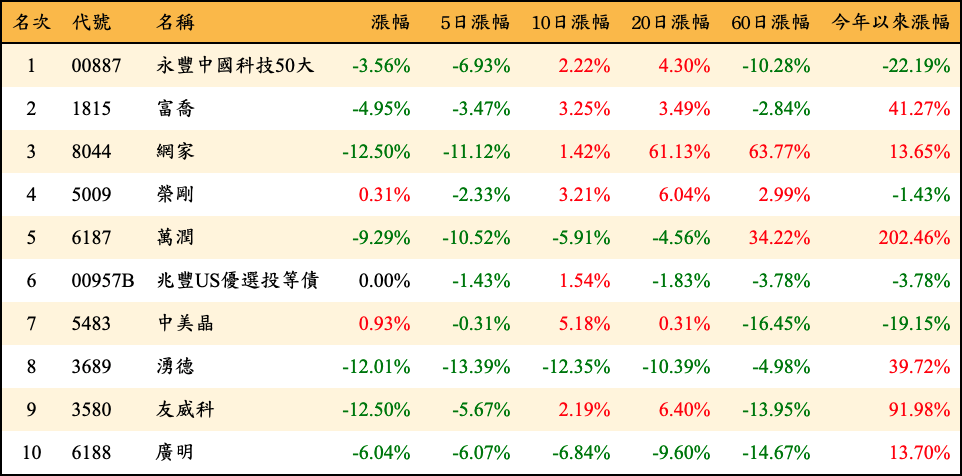 名次 代號 名稱 漲幅 5日漲幅 10日漲幅 20日漲幅 60日漲幅 今年以來漲幅
1 00887 永豐中國科技50大 -3.56% -6.93% 2.22% 4.30% -10.28% -22.19%
2 1815 富喬 -4.95% -3.47% 3.25% 3.49% -2.84% 41.27%
3 8044 網家 -12.50% -11.12% 1.42% 61.13% 63.77% 13.65%
4 5009 榮剛 0.31% -2.33% 3.21% 6.04% 2.99% -1.43%
5 6187 萬潤 -9.29% -10.52% -5.91% -4.56% 34.22% 202.46%
6 00957B 兆豐US優選投等債 0.00% -1.43% 1.54% -1.83% -3.78% -3.78%
7 5483 中美晶 0.93% -0.31% 5.18% 0.31% -16.45% -19.15%
8 3689 湧德 -12.01% -13.39% -12.35% -10.39% -4.98% 39.72%
9 3580 友威科 -12.50% -5.67% 2.19% 6.40% -13.95% 91.98%
10 6188 廣明 -6.04% -6.07% -6.84% -9.60% -14.67% 13.70%